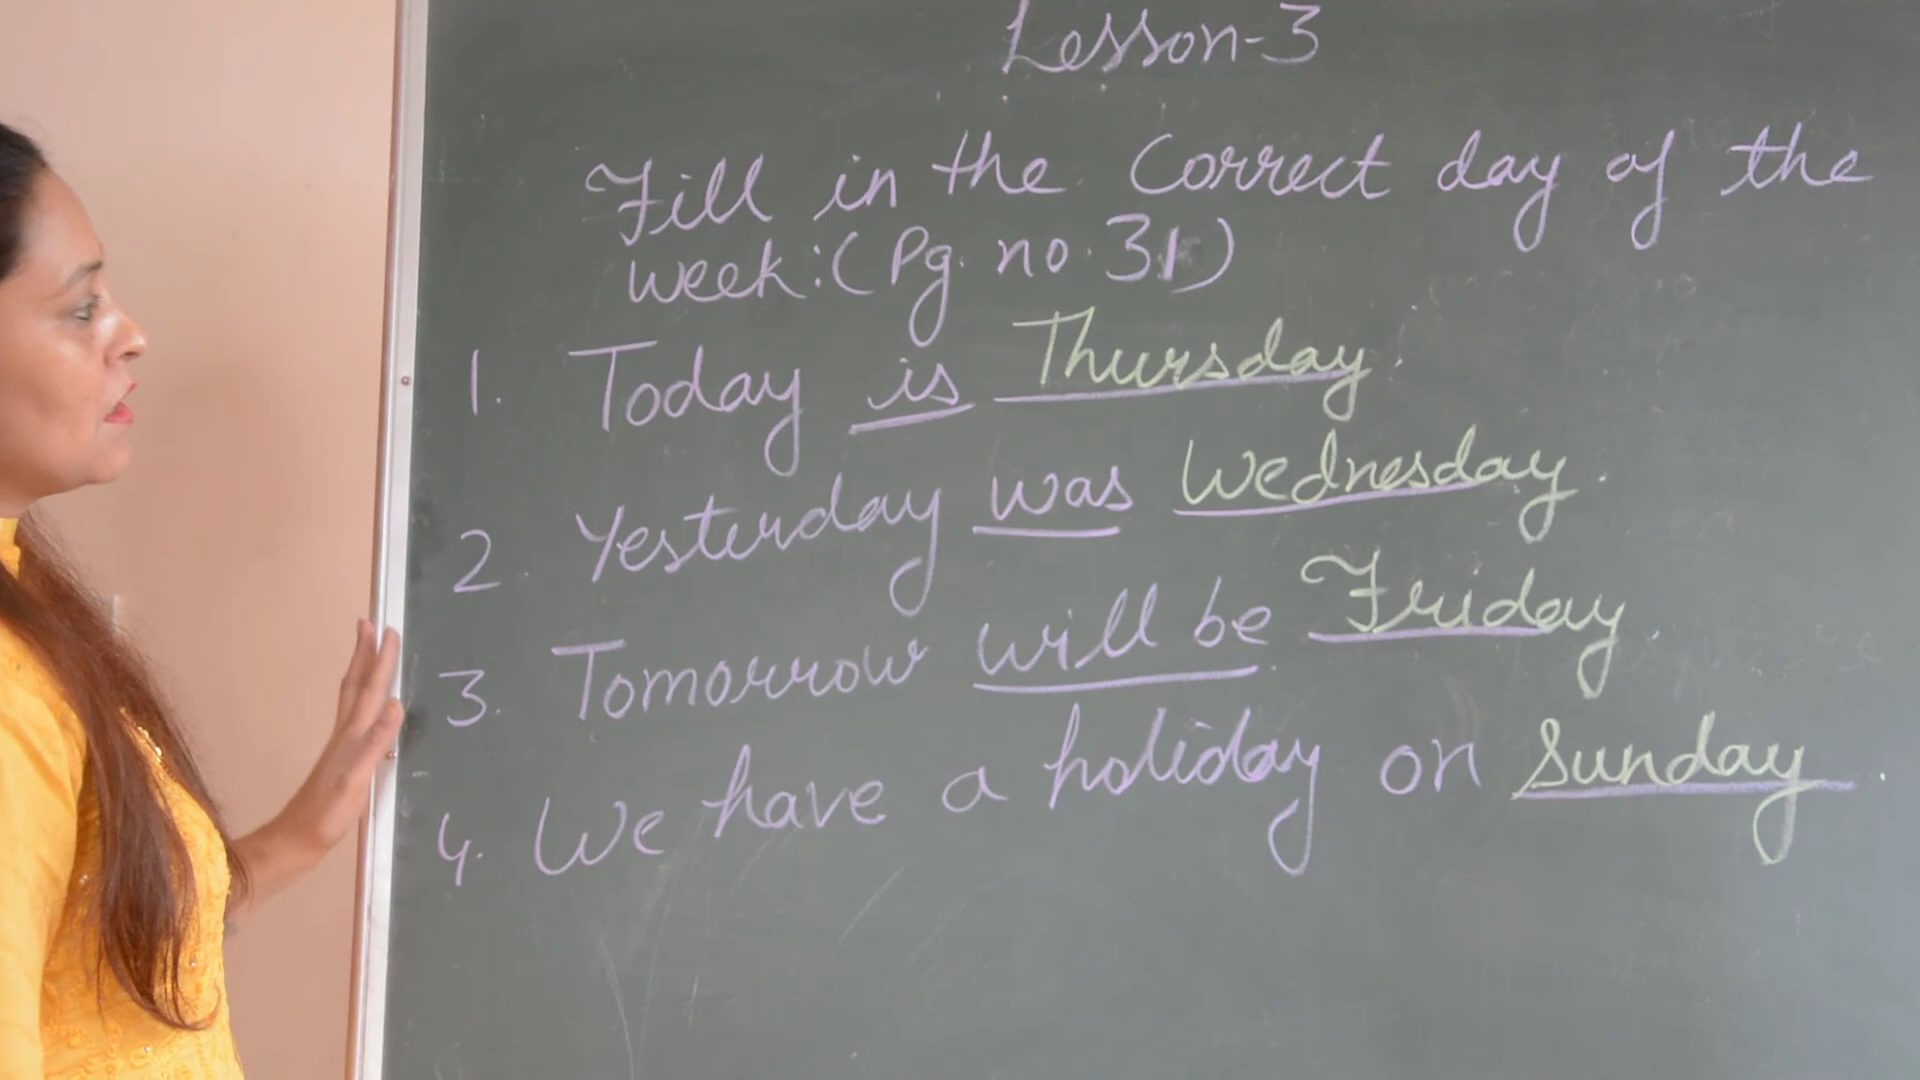 Lesson-3
Fill in the correct day of the
week:(Pg. no. 31)
1. Today is Thursday.
2. Yesterday was Wednesday.
3. Tomorrow will be Friday.
4. We have a holiday on Sunday.